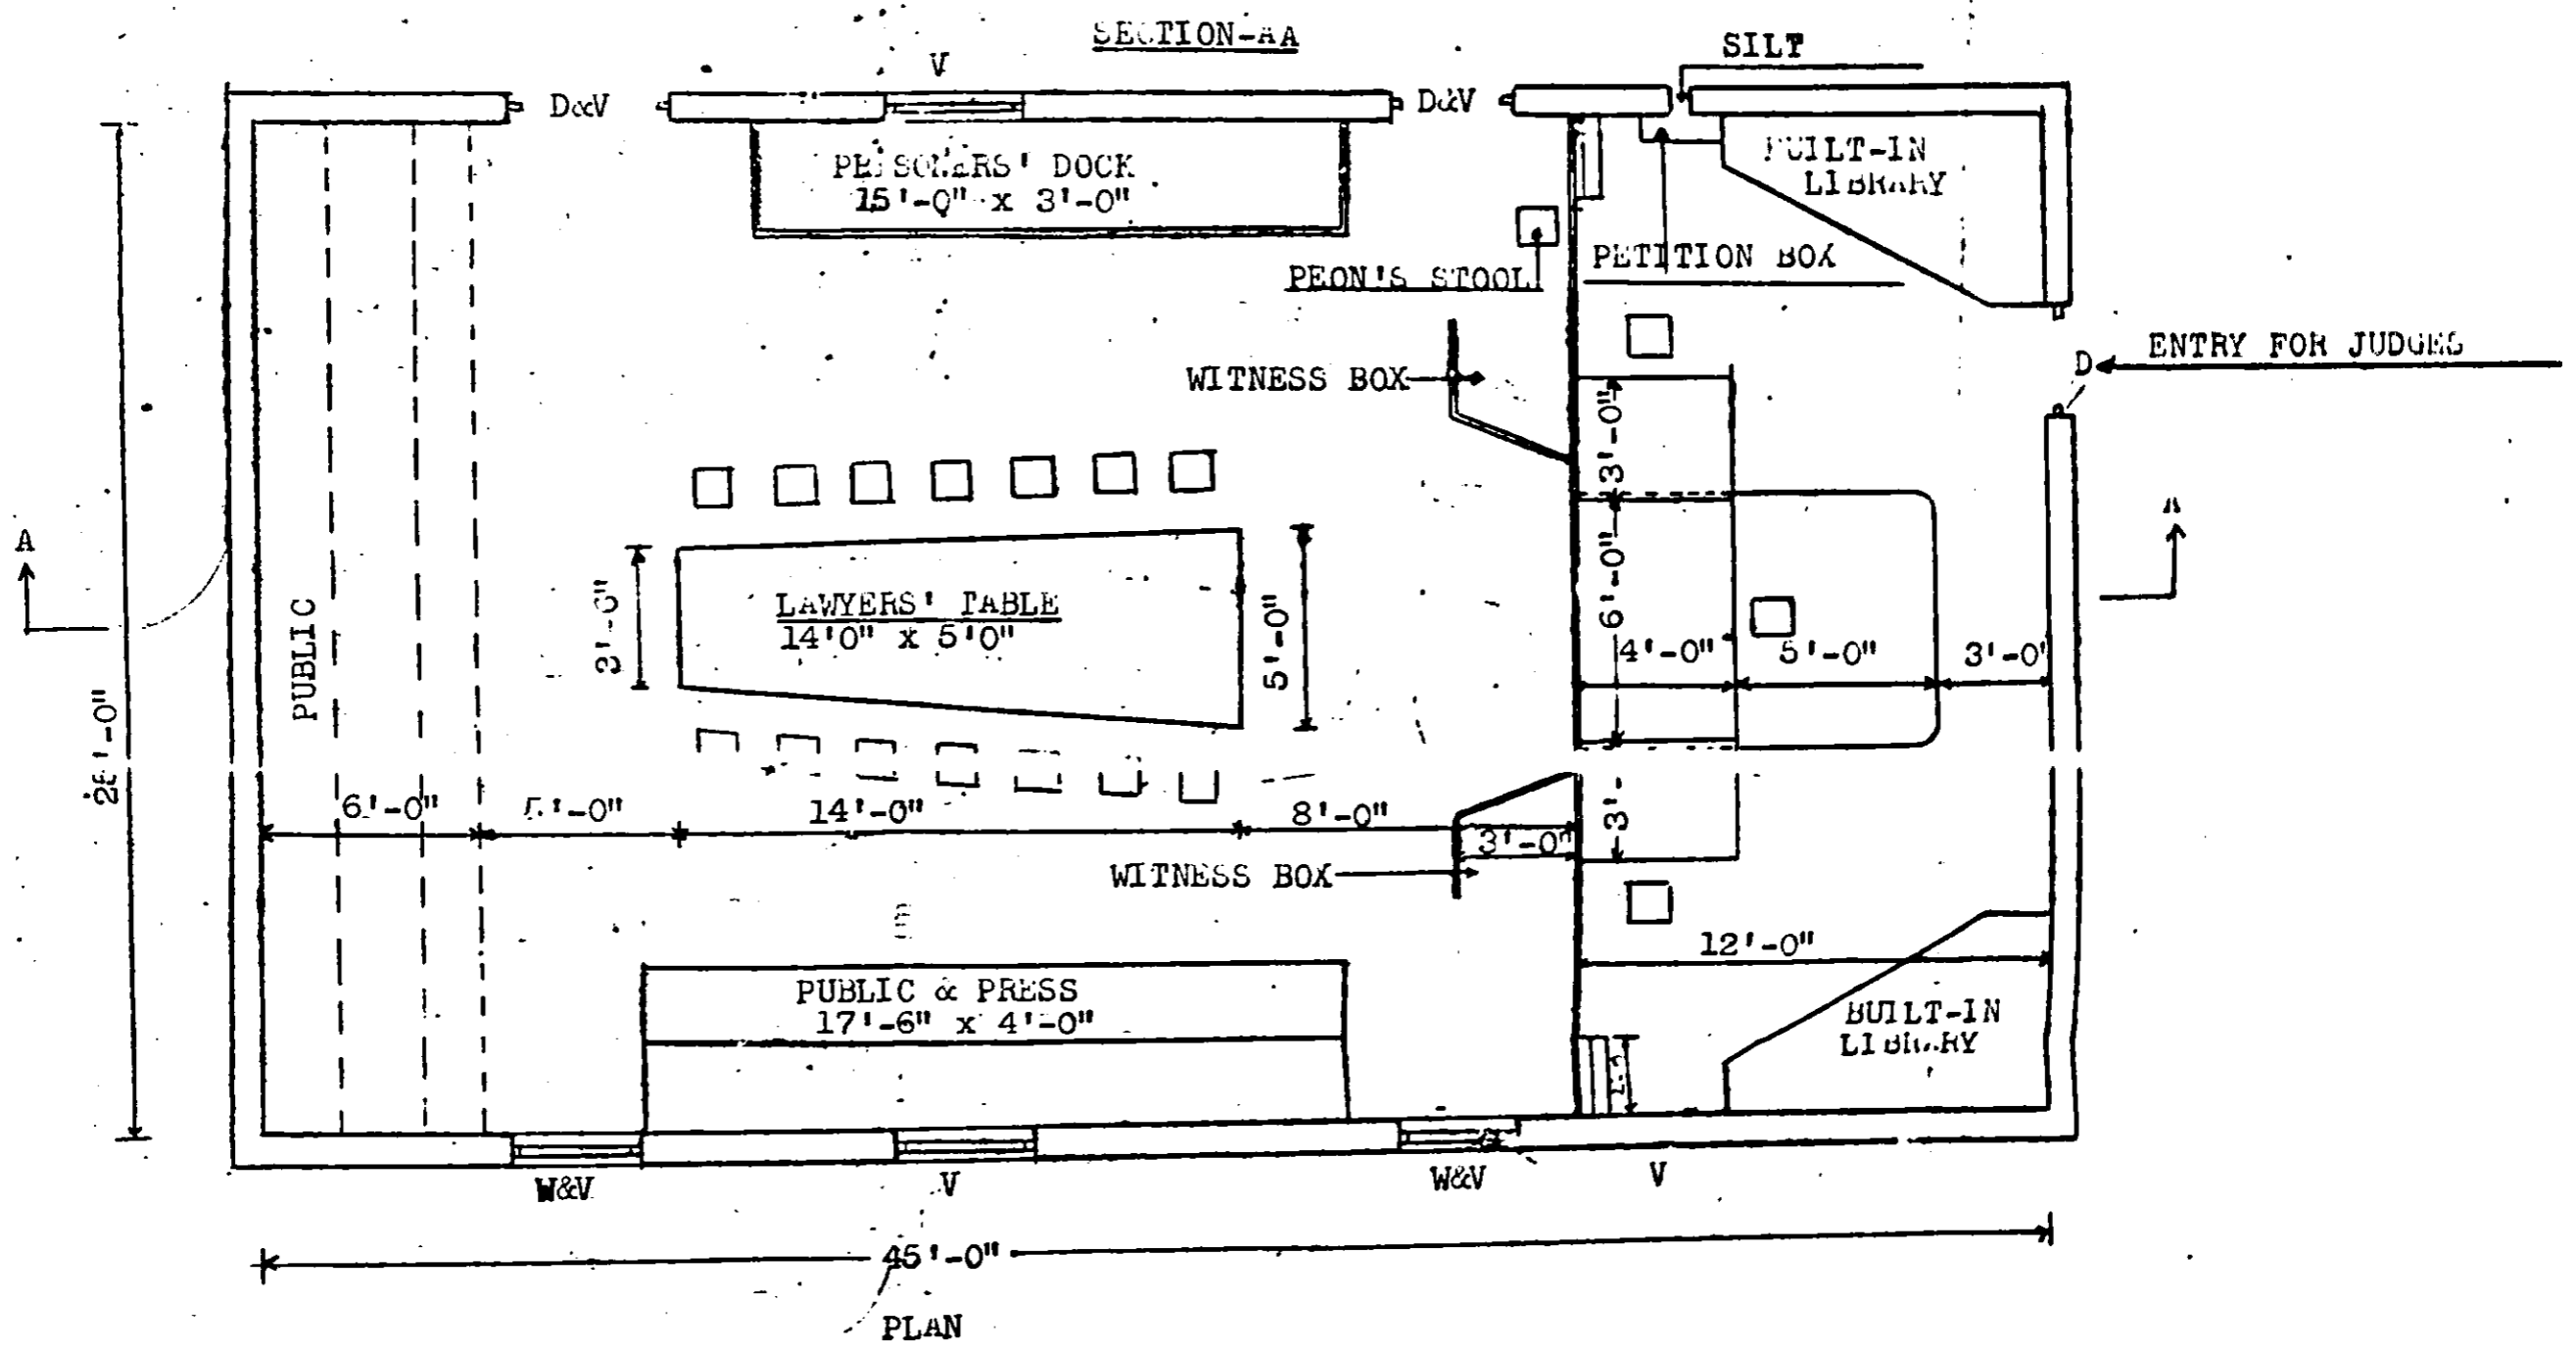 SECTION-AA
SILT
V
D&V
D&V
PRISONERS' DOCK
15'-0" x 3'-0"
BUILT-IN
LIBRARY
PETITION BOX
PEON'S STOOL
ENTRY FOR JUDGES
D
WITNESS BOX
3'-0"
A
A
6'-0"
LAWYERS' TABLE
14'0" x 5'0"
5'-0"
PUBLIC
4'-0"
5'-0"
3'-0'
6'-0"
14'-0"
8'-0"
3'-0"
3'-
WITNESS BOX
12'-0"
PUBLIC & PRESS
17'-6" x 4'-0"
BUILT-IN
LIBRARY
W&V
V
W&V
V
45'-0"
PLAN